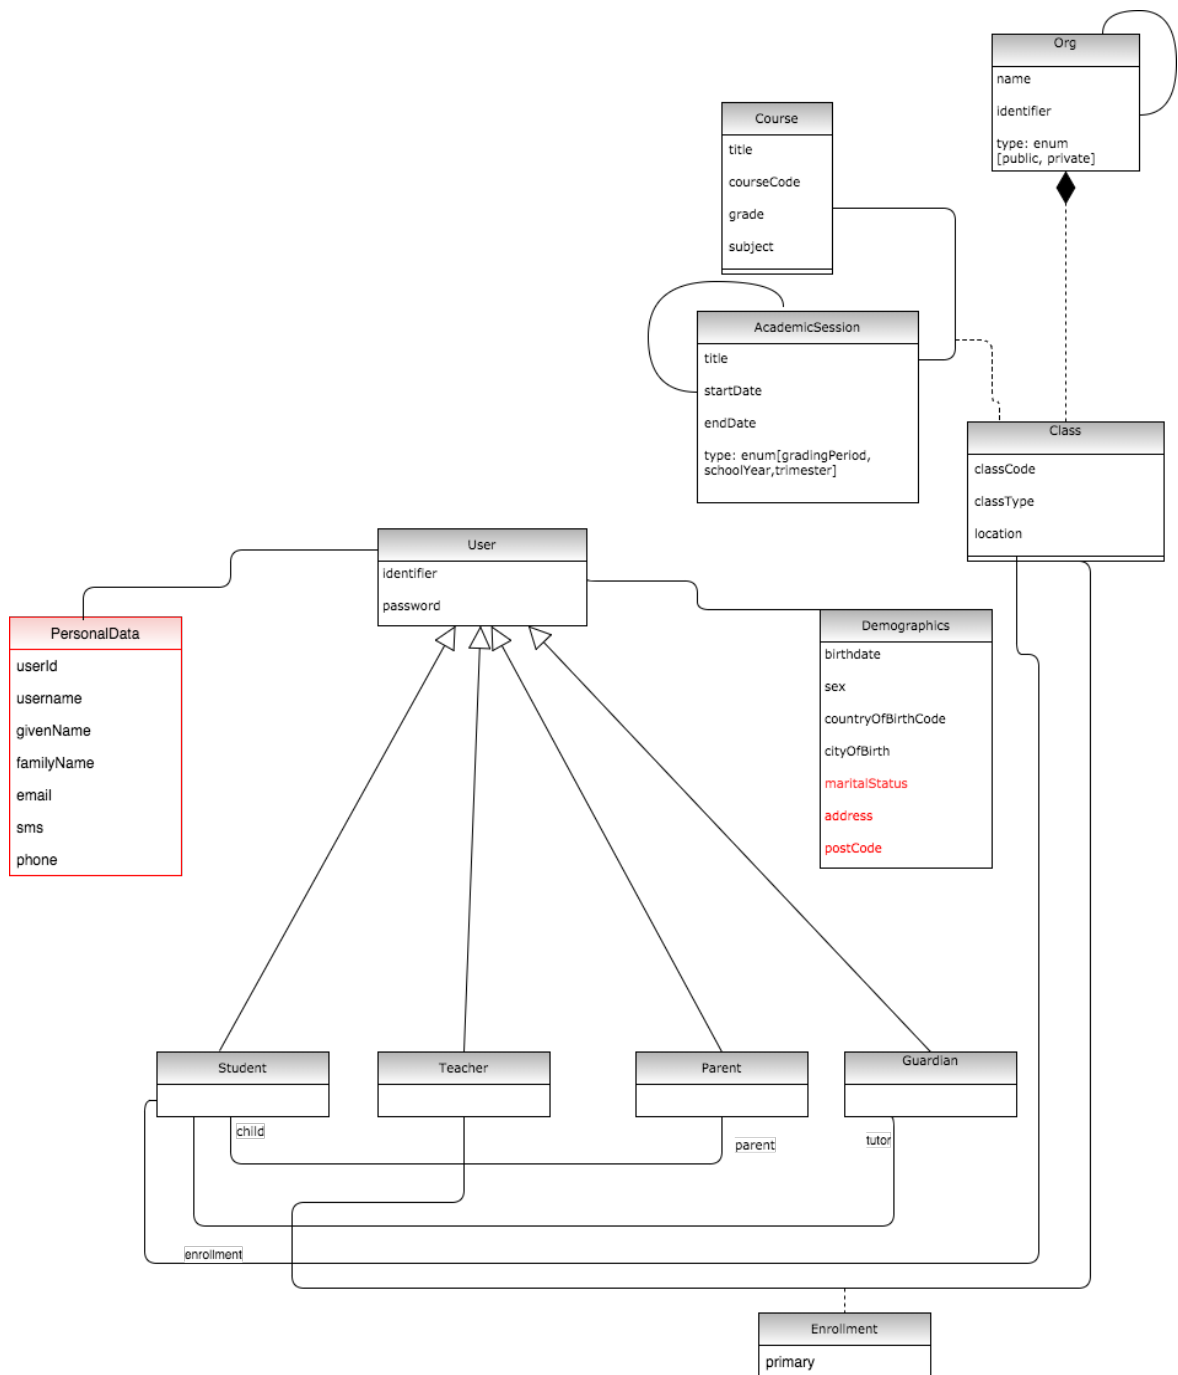 Org
name
identifier
type: enum
[public, private]
Course
title
courseCode
grade
subject
AcademicSession
title
startDate
endDate
type: enum[gradingPeriod,
schoolYear,trimester]
Class
classCode
classType
location
User
identifier
password
PersonalData
userId
username
givenName
familyName
email
sms
phone
Demographics
birthdate
sex
countryOfBirthCode
cityOfBirth
maritalStatus
address
postCode
Student
Teacher
Parent
Guardian
child
parent
tutor
enrollment
Enrollment
primary